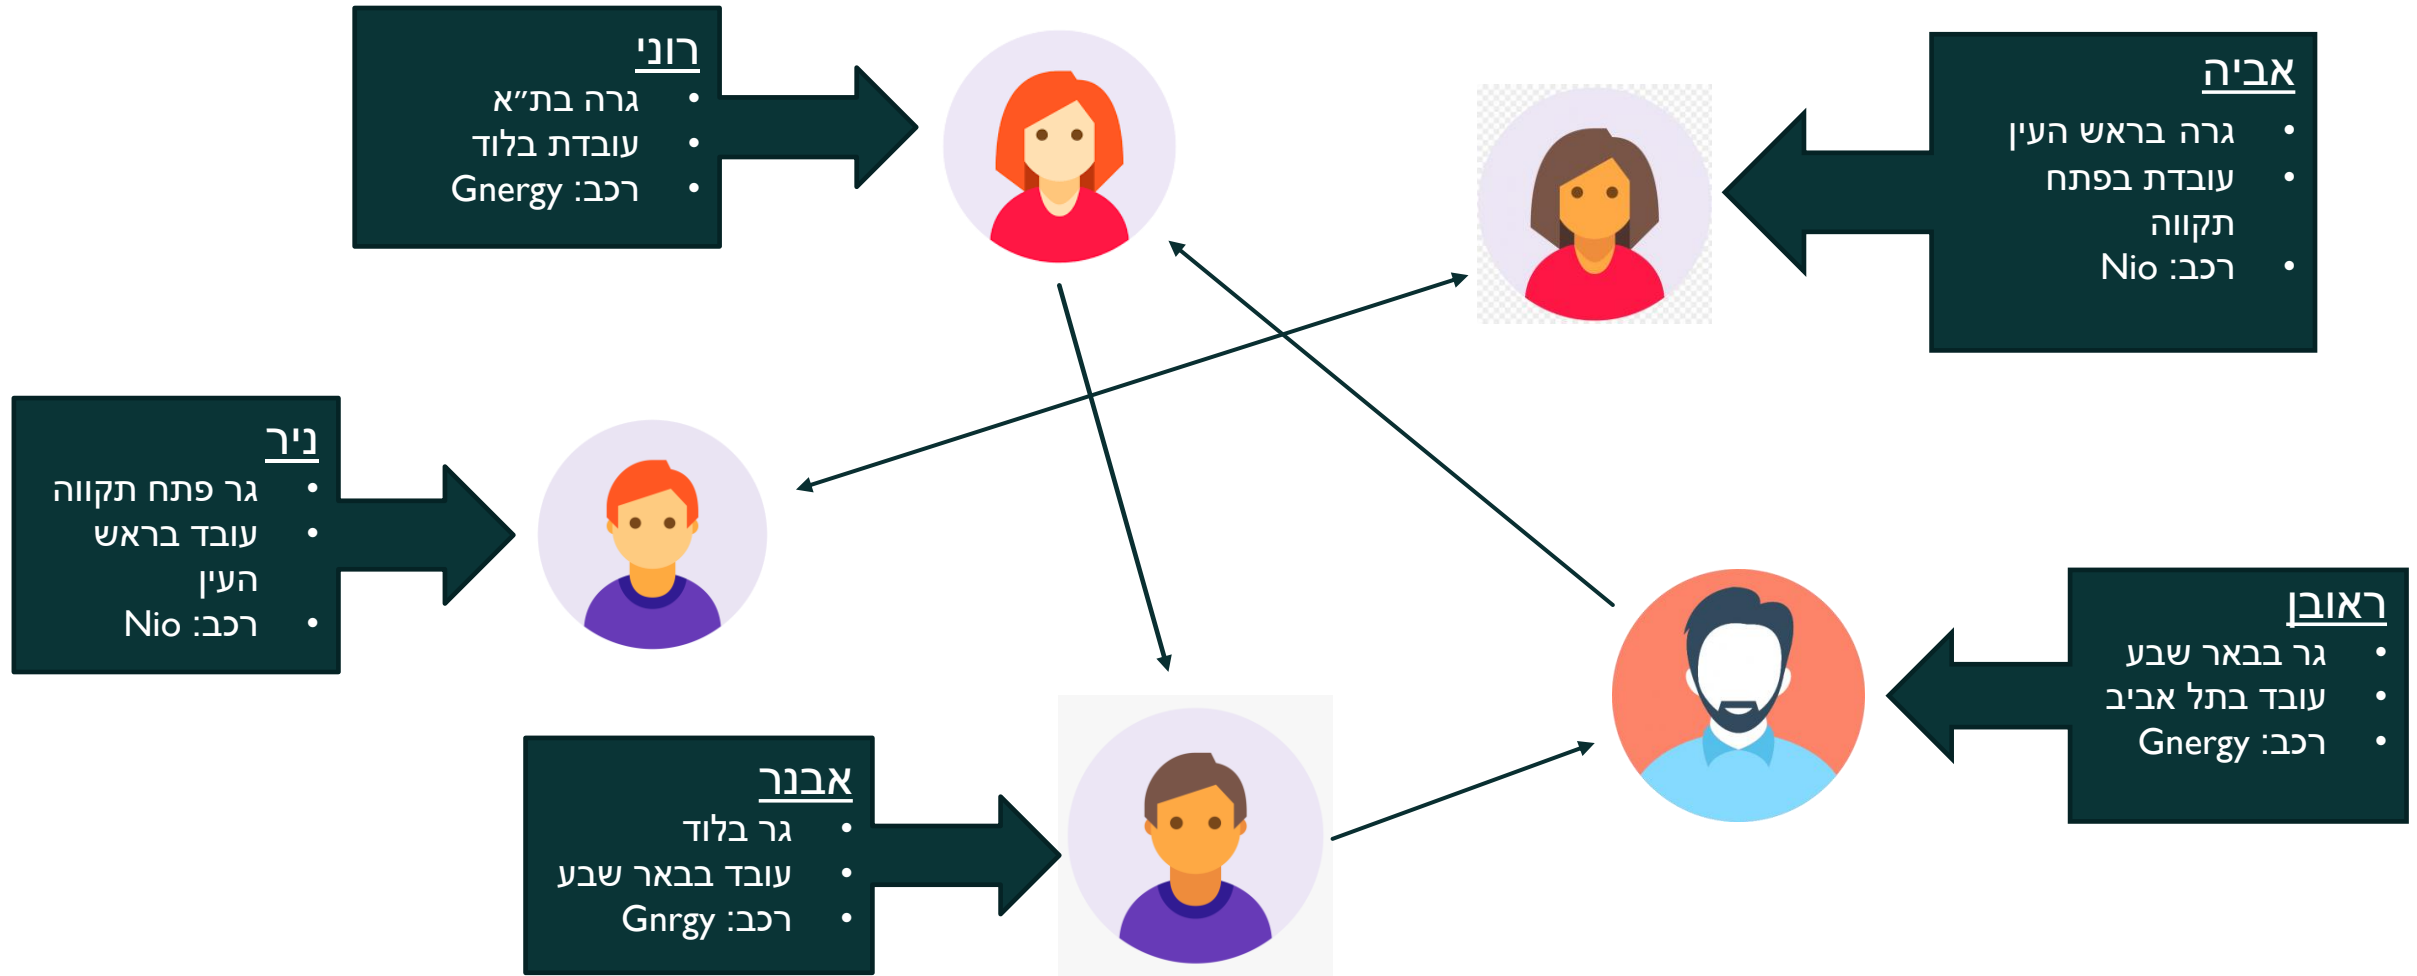 רוני
• גרה בת״א
• עובדת בלוד
• רכב: Gnergy
אביה
• גרה בראש העין
• עובדת בפתח
תקווה
• רכב: Nio
ניר
• גר פתח תקווה
• עובד בראש
העין
• רכב: Nio
ראובן
• גר בבאר שבע
• עובד בתל אביב
• רכב: Gnergy
אבנר
• גר בלוד
• עובד בבאר שבע
• רכב: Gnrgy